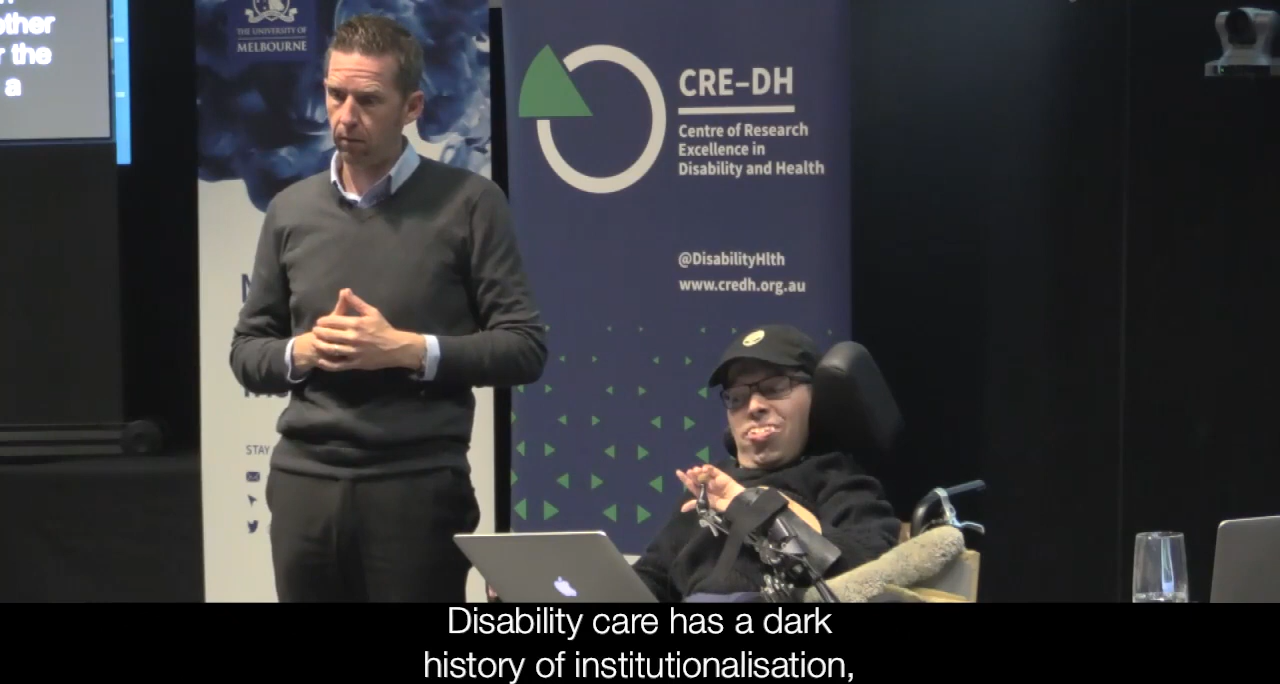 other
r the
a
THE UNIVERSITY OF
MELBOURNE
CRE-DH
Centre of Research
Excellence in
Disability and Health
@DisabilityHlth
www.credh.org.au
STAY
Disability care has a dark
history of institutionalisation,